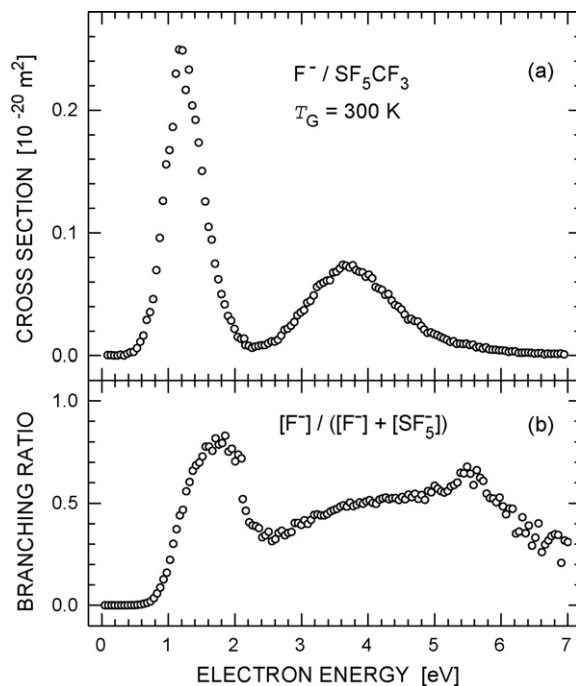 F⁻ / SF₅CF₃
(a)
T_G = 300 K
CROSS SECTION [10⁻²⁰ m²]
0.2
0.1
0.0
[F⁻] / ([F⁻] + [SF₅⁻])
(b)
BRANCHING RATIO
1.0
0.5
0.0
0 1 2 3 4 5 6 7
ELECTRON ENERGY [eV]